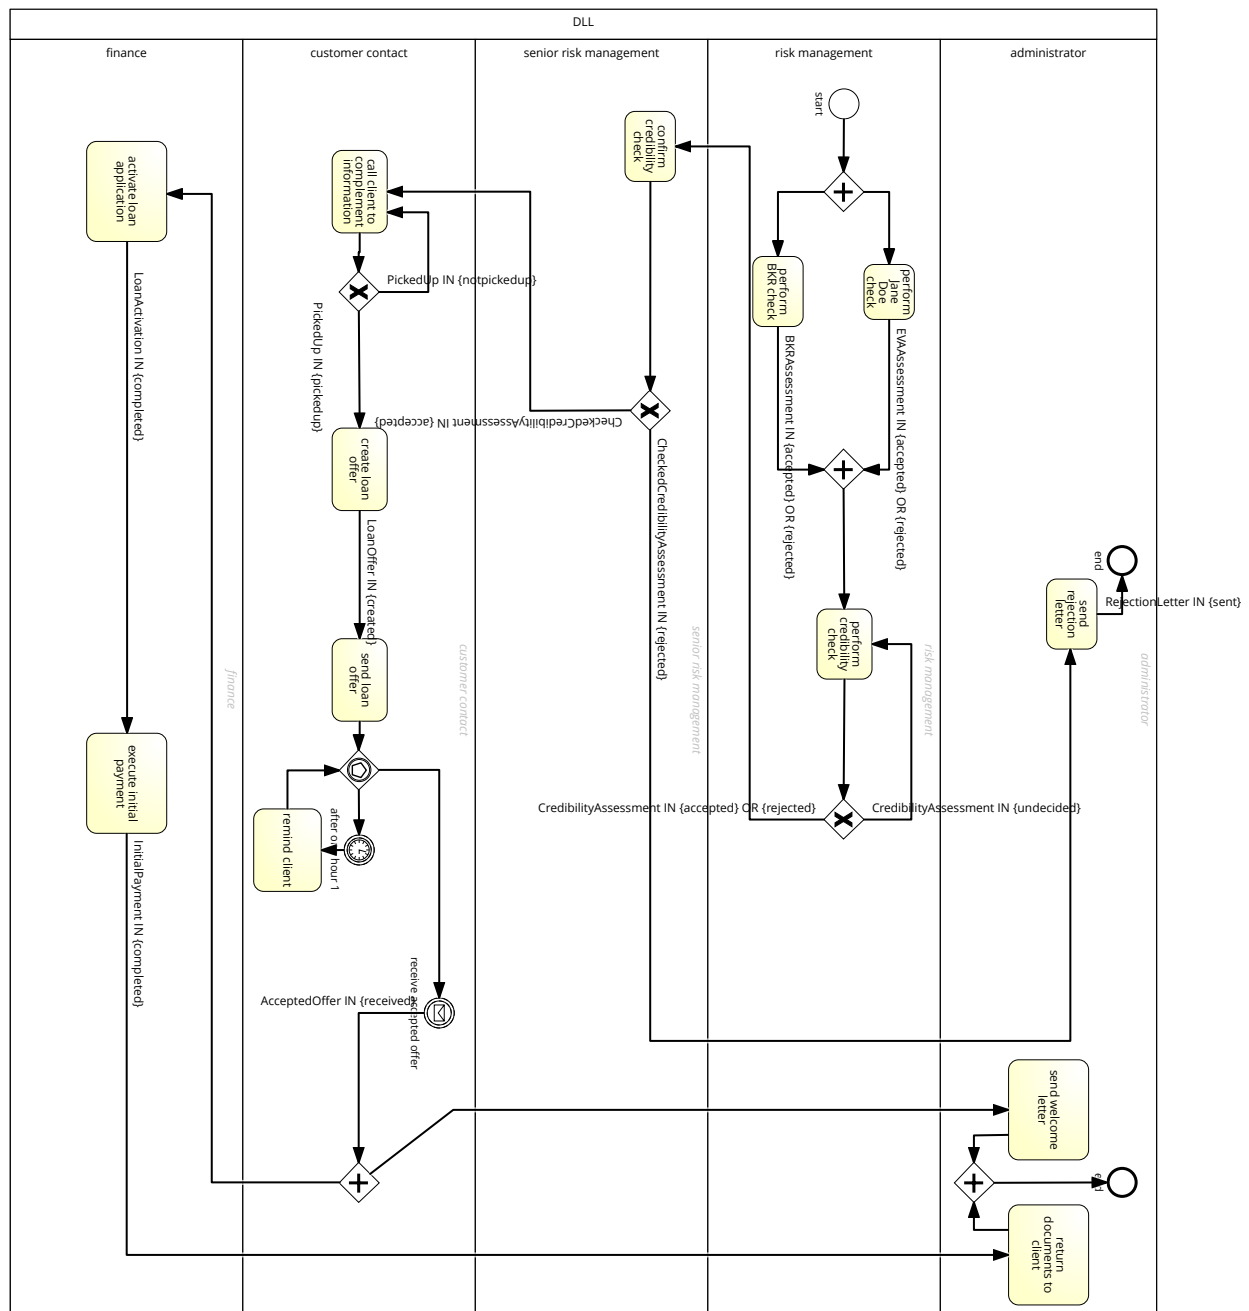 DLL
finance
customer contact
senior risk management
risk management
administrator
start
confirm
credibility
check
activate loan
application
call client to
complement
information
perform
BKR check
perform
Jane
Doe
check
PickedUp IN {notpickedup}
LoanActivation IN {completed}
PickedUp IN {pickedup}
BKRAssessment IN {accepted} OR {rejected}
EVAAssessment IN {accepted} OR {rejected}
CheckedCredibilityAssessment IN {accepted}
CheckedCredibilityAssessment IN {rejected}
create loan
offer
LoanOffer IN {created}
end
send
rejection
letter
RejectionLetter IN {sent}
perform
credibility
check
send loan
offer
finance
customer contact
senior risk management
risk management
administrator
execute initial
payment
CredibilityAssessment IN {accepted} OR {rejected}
CredibilityAssessment IN {undecided}
remind client
after one hour 1
InitialPayment IN {completed}
AcceptedOffer IN {received}
receive accepted offer
send welcome
letter
end
return
documents to
client